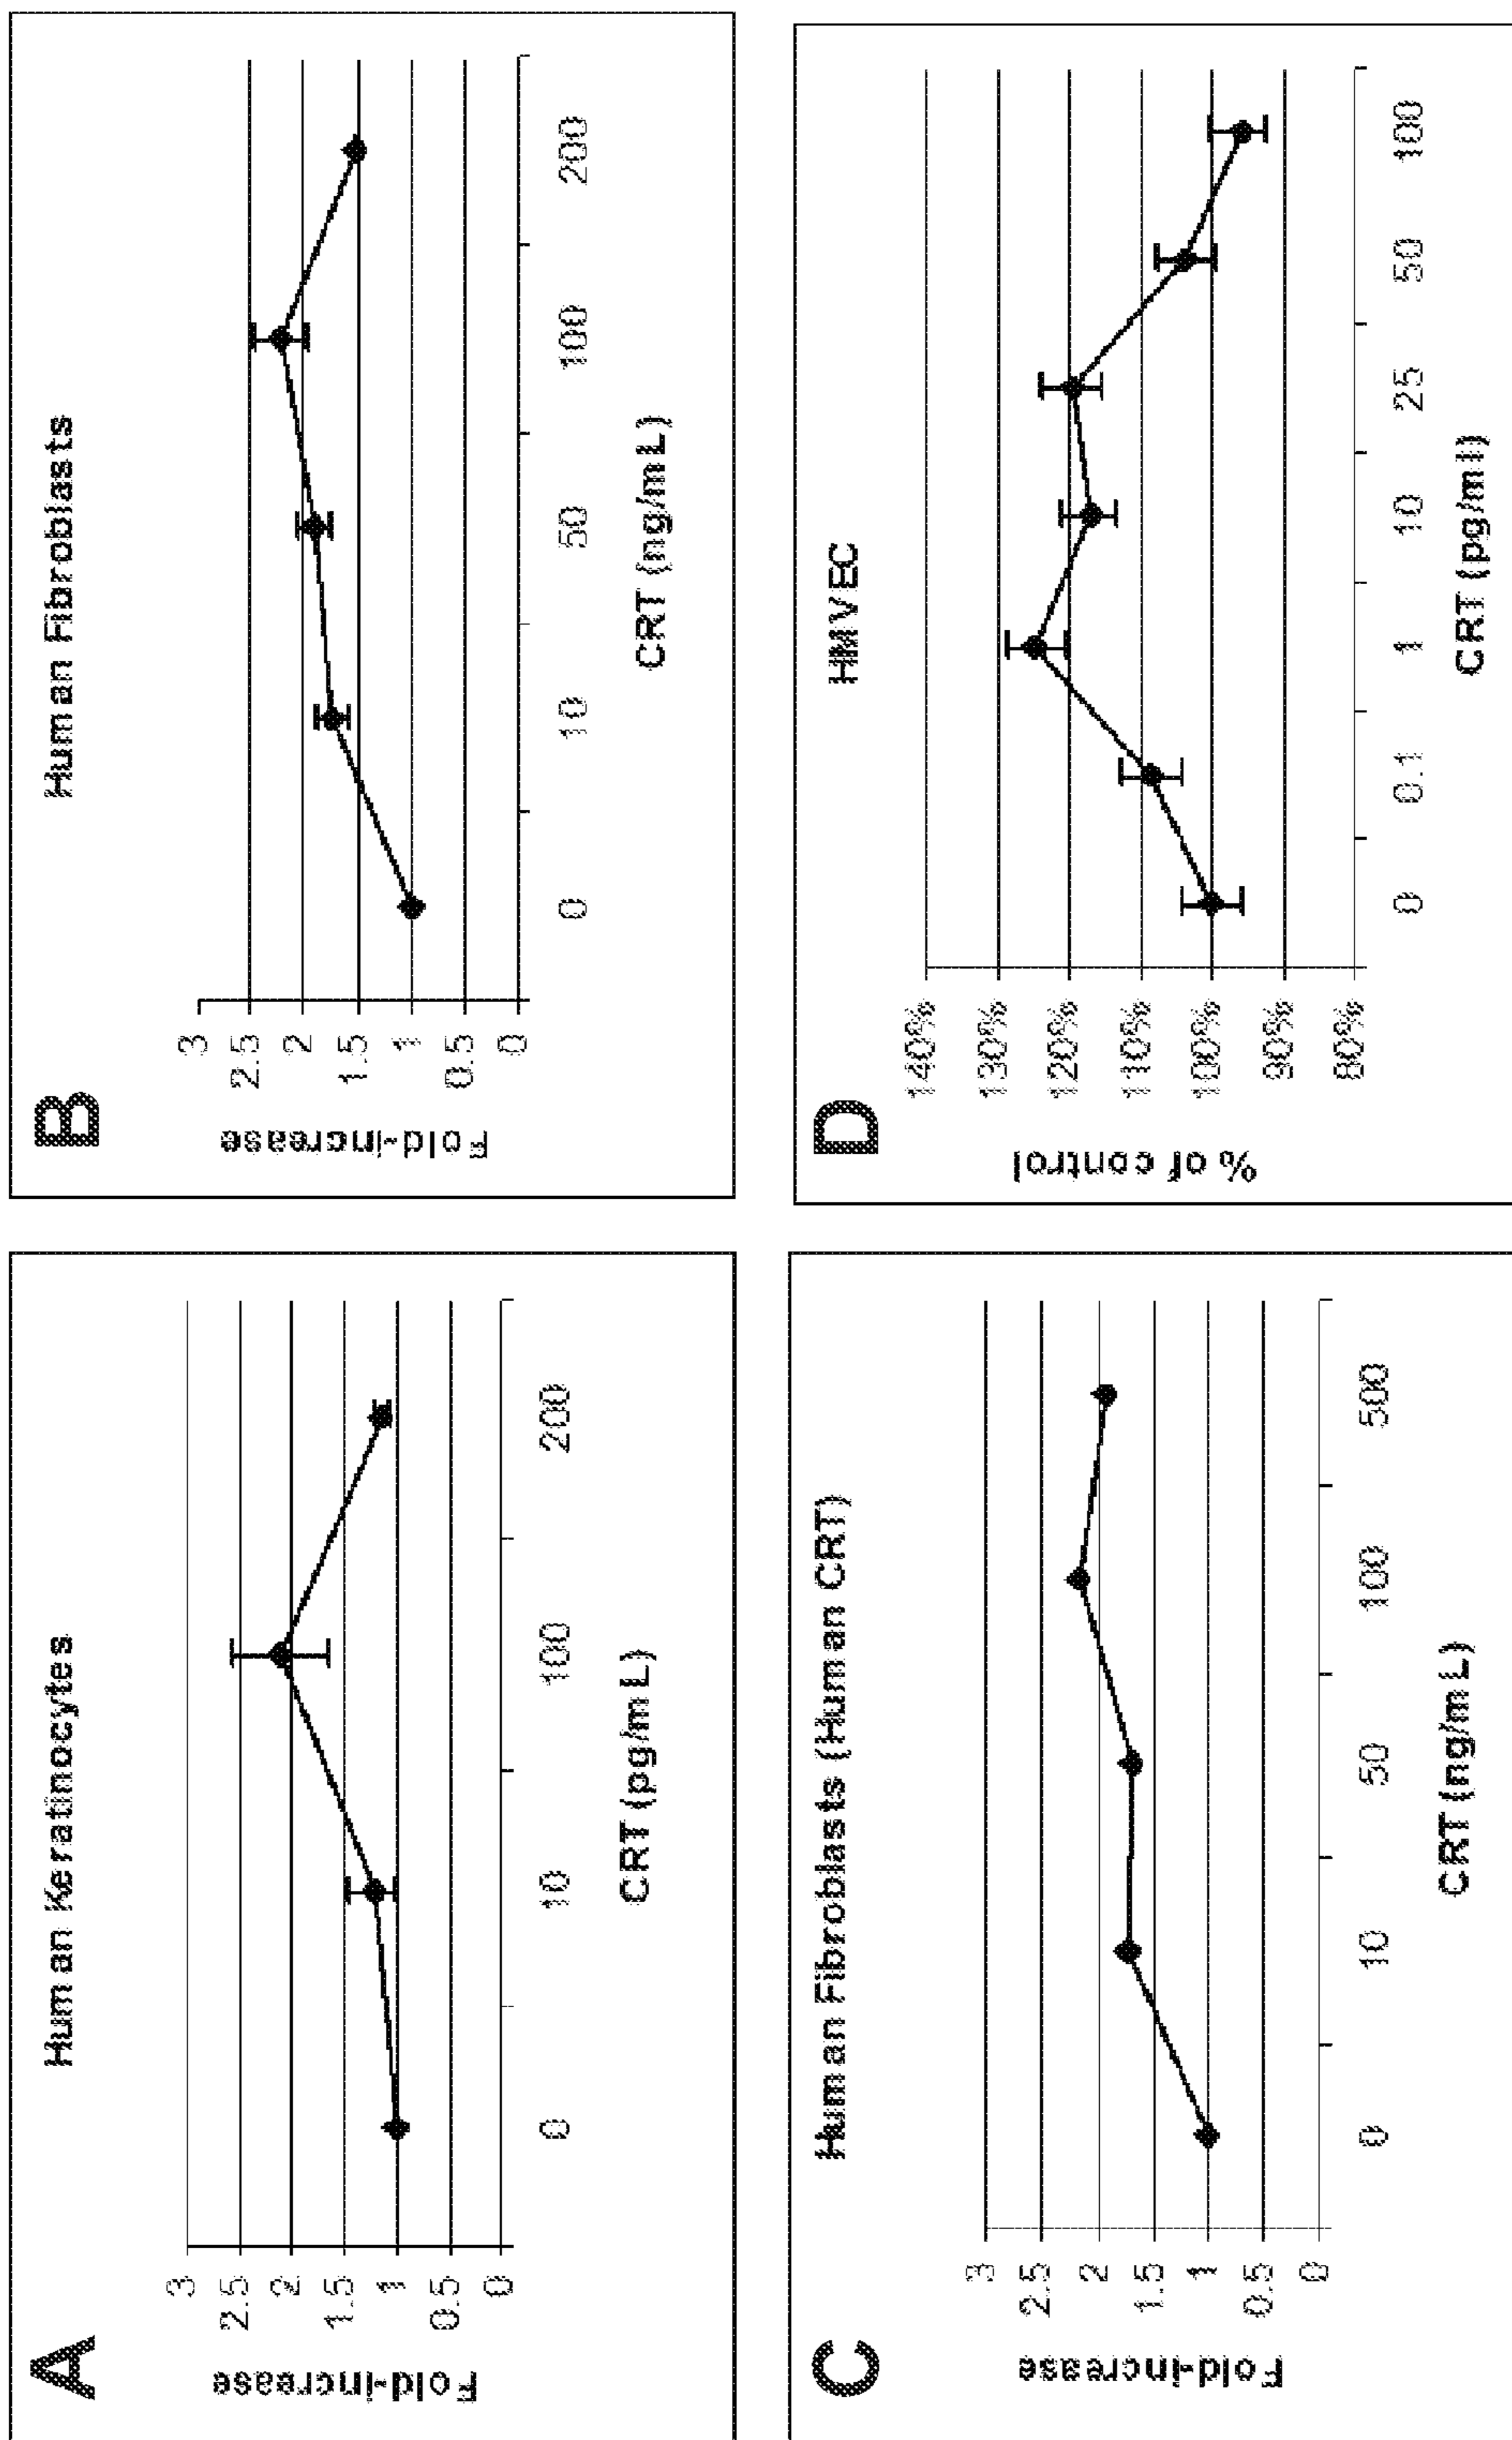 A
Human Keratinocytes
Fold-increase
3
2.5
2
1.5
1
0.5
0
0 10 100 200
CRT (pg/mL)
B
Human Fibroblasts
Fold-increase
3
2.5
2
1.5
1
0.5
0
0 10 50 100 200
CRT (ng/mL)
C
Human Fibroblasts (Human CRT)
Fold-increase
3
2.5
2
1.5
1
0.5
0
0 10 50 100 500
CRT (ng/mL)
D
HMVEC
% of control
140%
130%
120%
110%
100%
90%
80%
0 0.1 1 10 25 50 100
CRT (pg/ml)